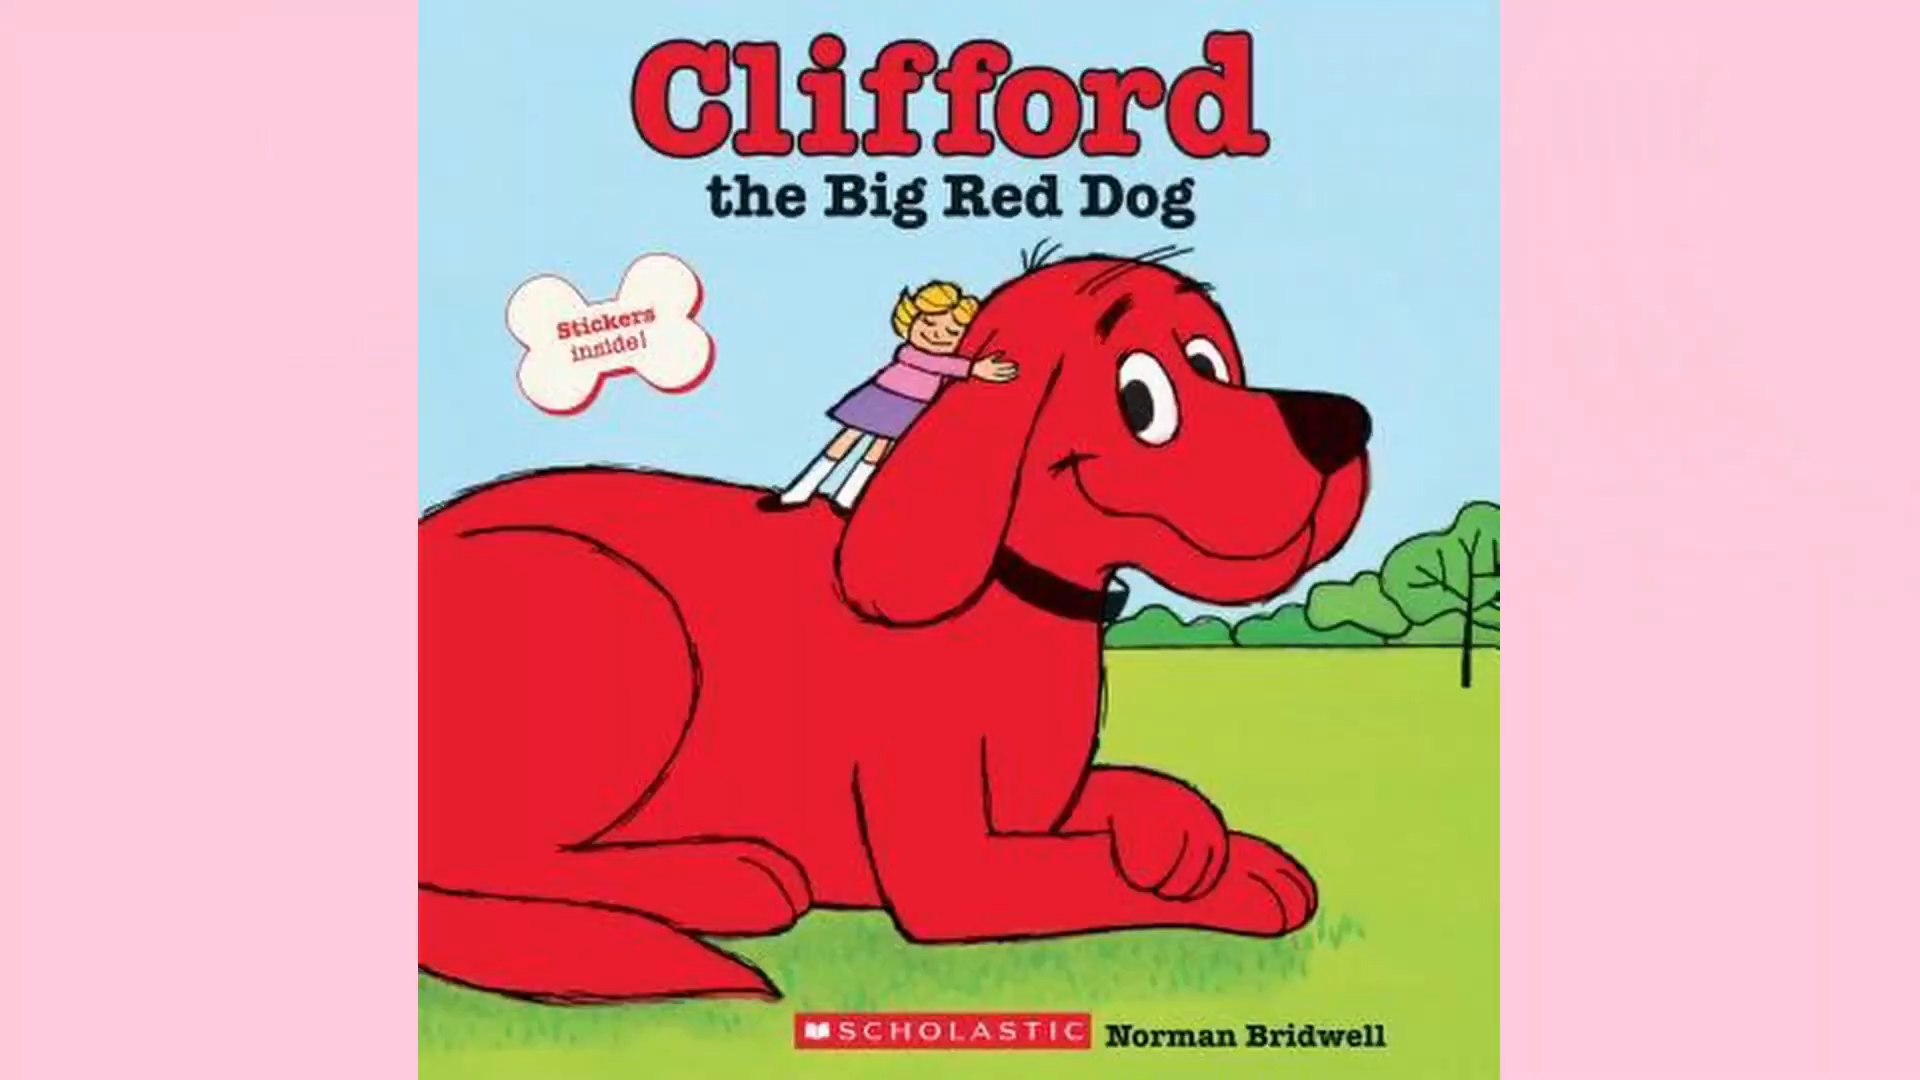 Clifford
the Big Red Dog
Stickers
inside!
SCHOLASTIC
Norman Bridwell